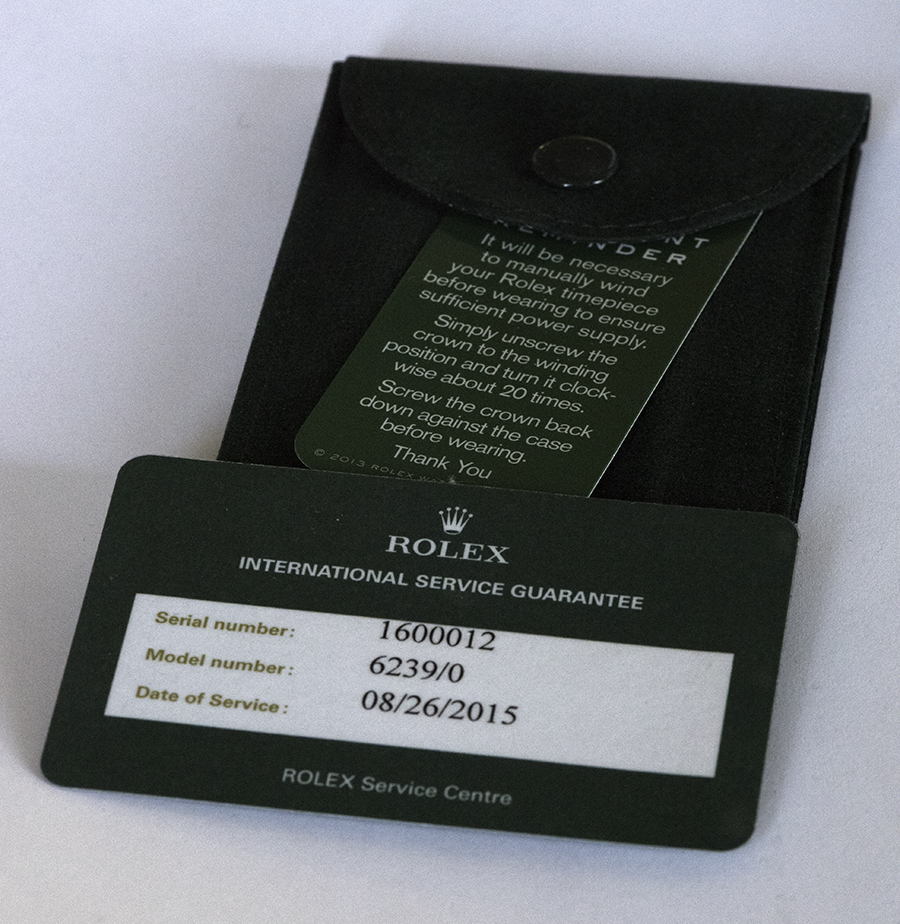 REMINDER
It will be necessary
to manually wind
your Rolex timepiece
before wearing to ensure
sufficient power supply.
Simply unscrew the
crown to the winding
position and turn it clock-
wise about 20 times.
Screw the crown back
down against the case
before wearing.
Thank You
© 2013 ROLEX
ROLEX
INTERNATIONAL SERVICE GUARANTEE
Serial number: 1600012
Model number: 6239/0
Date of Service: 08/26/2015
ROLEX Service Centre